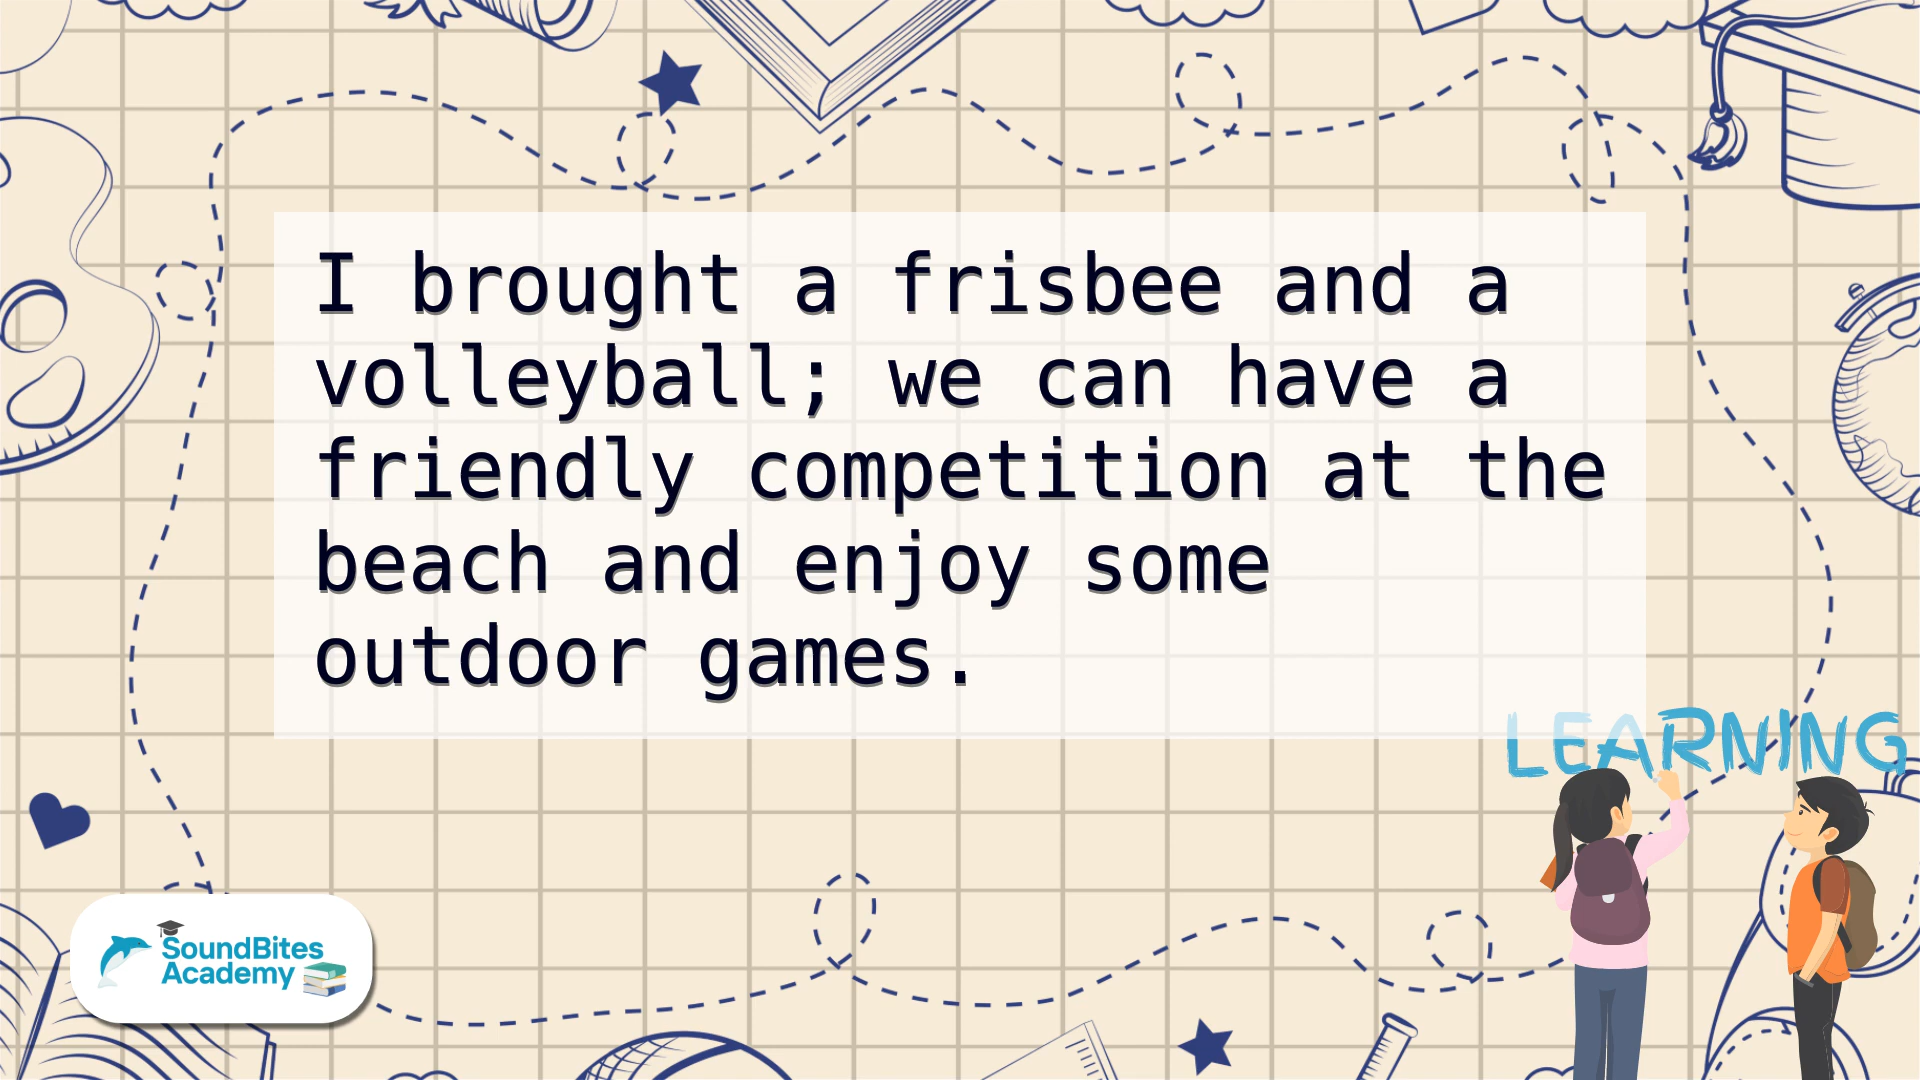 I brought a frisbee and a
volleyball; we can have a
friendly competition at the
beach and enjoy some
outdoor games.
LEARNING
SoundBites
Academy